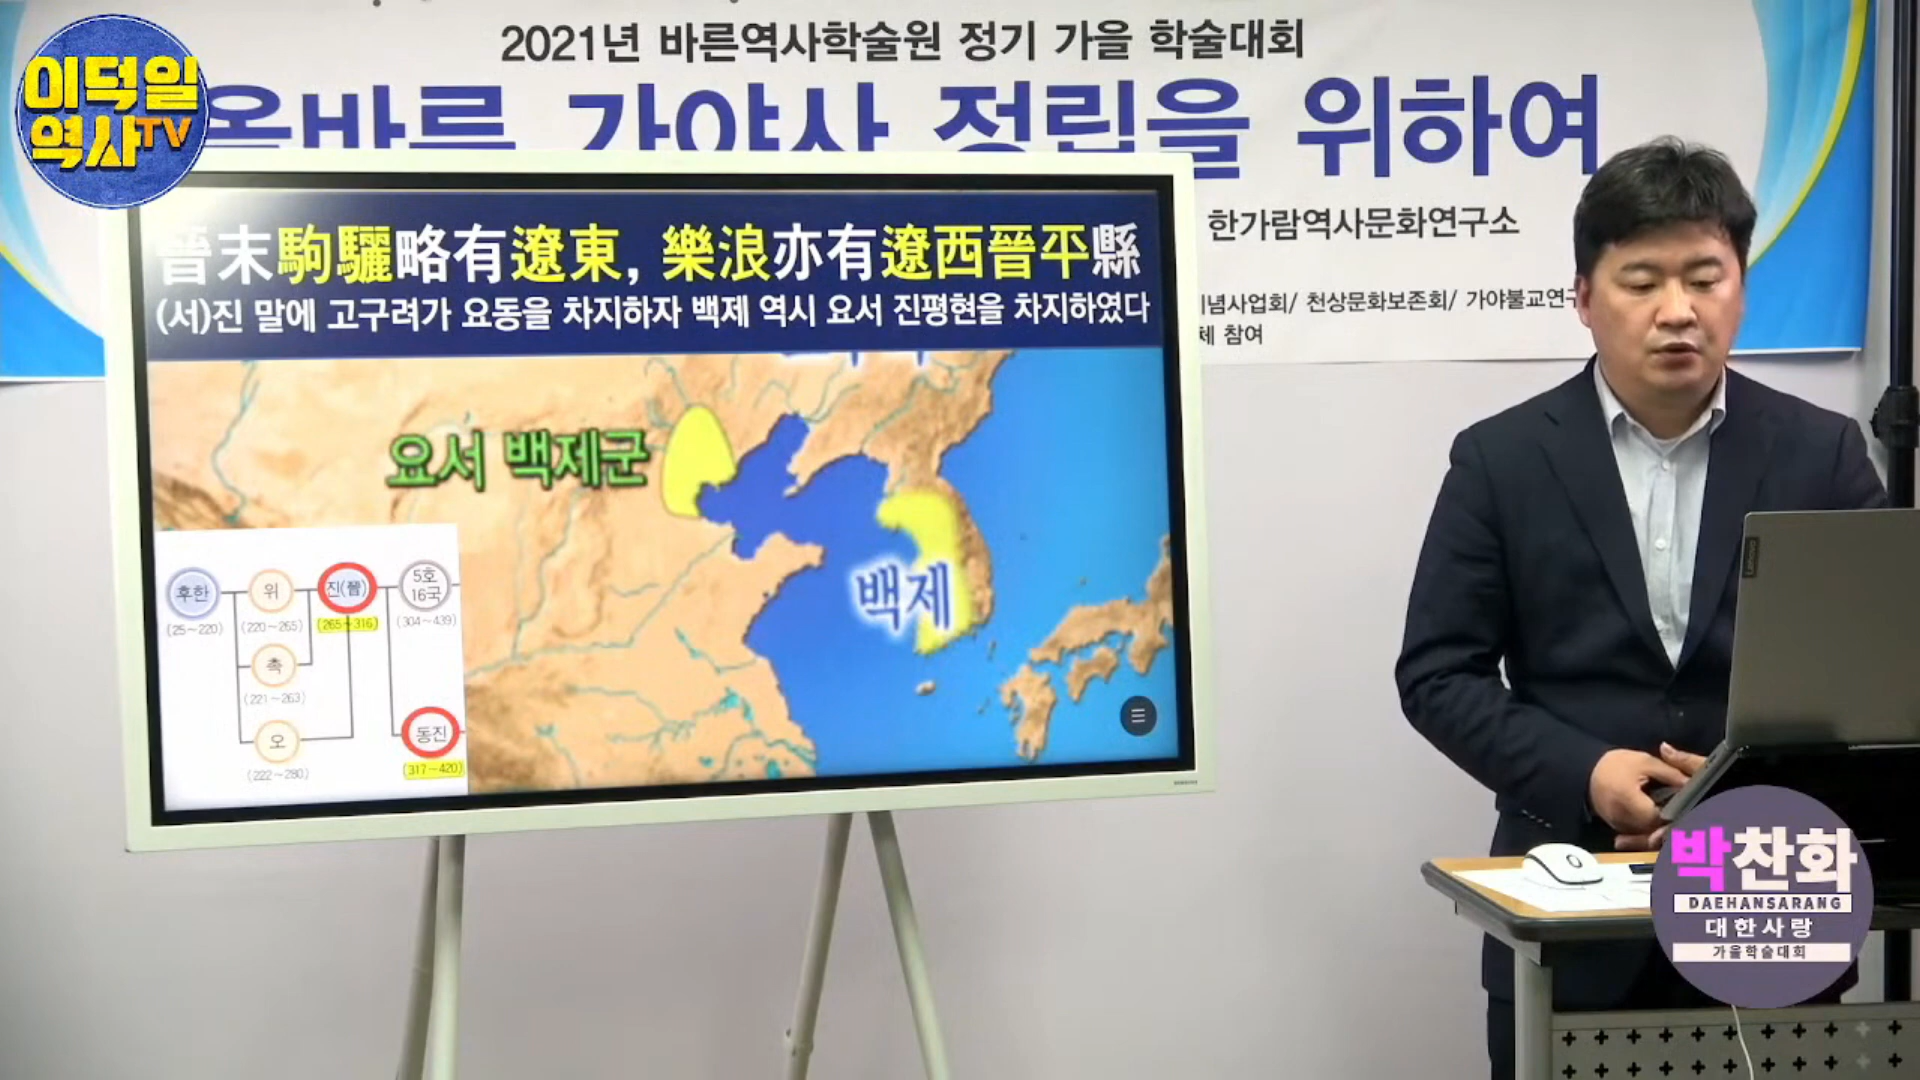 2021년 바른역사학술원 정기 가을 학술대회
올바른 가야사 정립을 위하여
이덕일
역사TV
한가람역사문화연구소
념사업회/ 천상문화보존회/ 가야불교연구
체 참여
晉末駒驪略有遼東, 樂浪亦有遼西晉平縣
(서)진 말에 고구려가 요동을 차지하자 백제 역시 요서 진평현을 차지하였다
요서 백제군
백제
후한
(25~220)
위
(220~265)
진(晉)
(265~316)
5호
16국
(304~439)
촉
(221~263)
오
(222~280)
동진
(317~420)
SAMSUNG
Lenovo
박찬화
DAEHANSARANG
대한사랑
가을학술대회